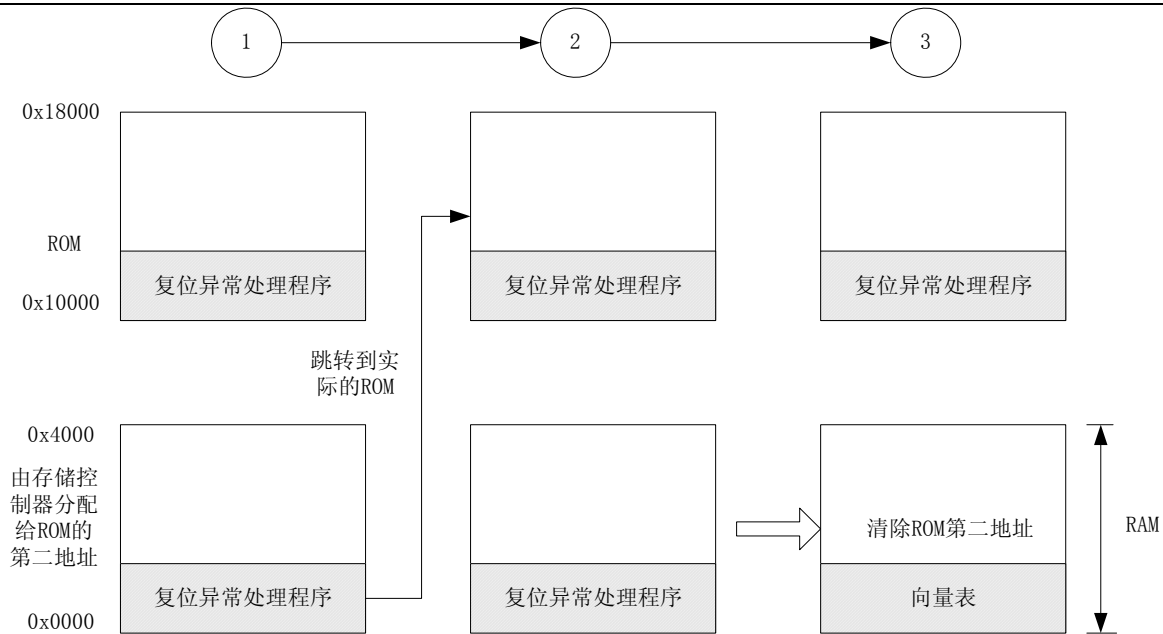 1
2
3
0x18000
ROM
复位异常处理程序
复位异常处理程序
复位异常处理程序
0x10000
跳转到实
际的ROM
0x4000
由存储控
制器分配
给ROM的
第二地址
清除ROM第二地址
RAM
复位异常处理程序
复位异常处理程序
向量表
0x0000